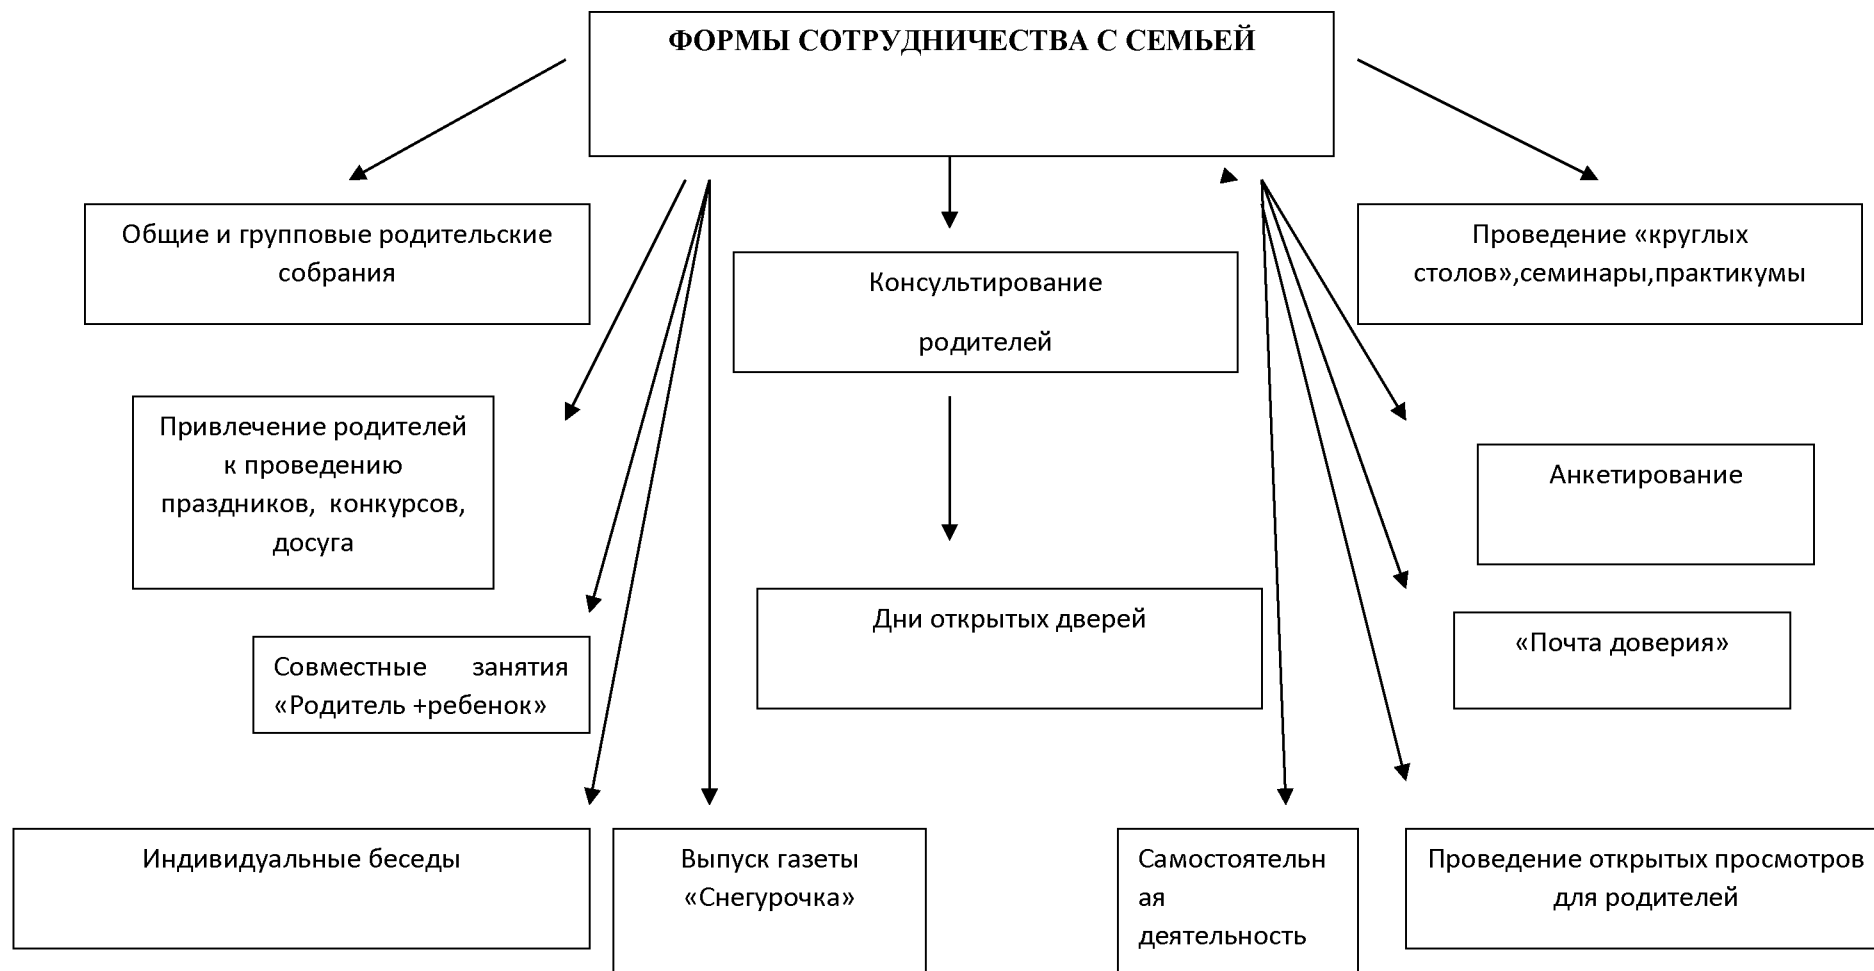 ФОРМЫ СОТРУДНИЧЕСТВА С СЕМЬЕЙ
Общие и групповые родительские
собрания
Консультирование
родителей
Проведение «круглых
столов»,семинары,практикумы
Привлечение родителей
к проведению
праздников, конкурсов,
досуга
Анкетирование
Дни открытых дверей
«Почта доверия»
Совместные занятия
«Родитель +ребенок»
Индивидуальные беседы
Выпуск газеты
«Снегурочка»
Самостоятельн
ая
деятельность
Проведение открытых просмотров
для родителей